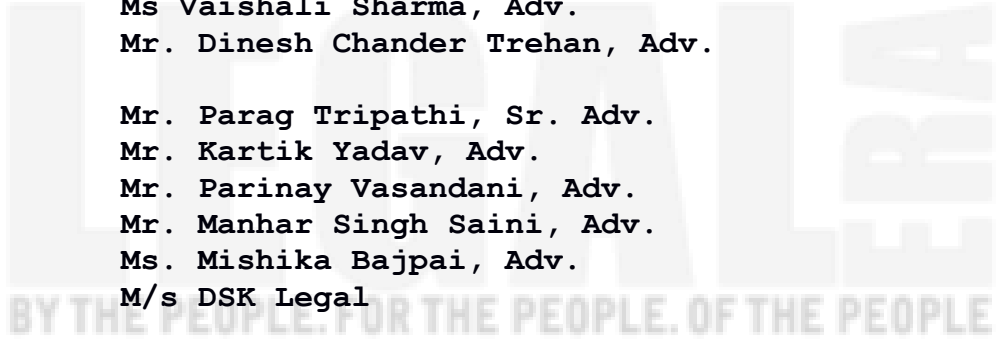 Ms Vaishali Sharma, Adv.
Mr. Dinesh Chander Trehan, Adv.
Mr. Parag Tripathi, Sr. Adv.
Mr. Kartik Yadav, Adv.
Mr. Parinay Vasandani, Adv.
Mr. Manhar Singh Saini, Adv.
Ms. Mishika Bajpai, Adv.
M/s DSK Legal
LEGAL ERA
BY THE PEOPLE. FOR THE PEOPLE. OF THE PEOPLE